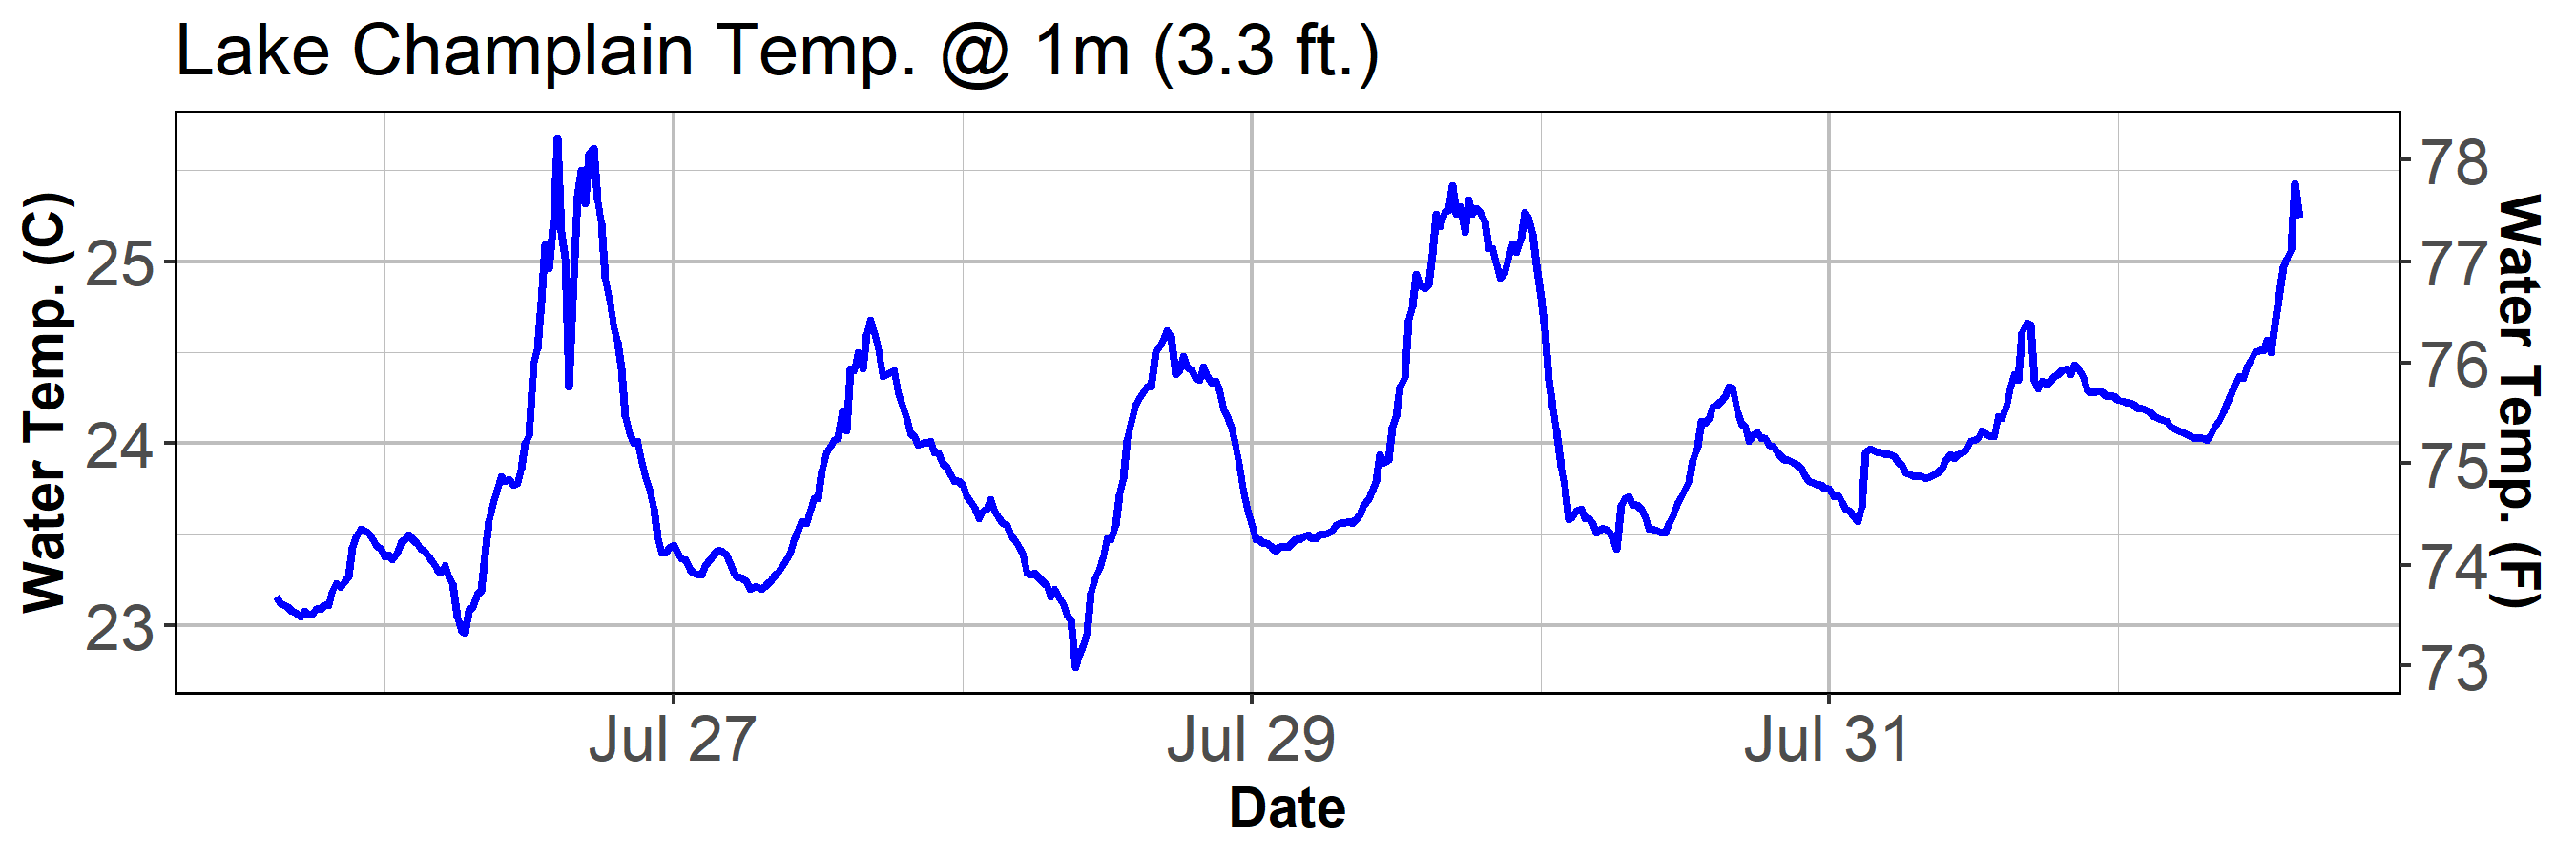 Lake Champlain Temp. @ 1m (3.3 ft.)
Water Temp. (C)
25
24
23
78
77
76
75
74
73
Water Temp. (F)
Jul 27 Jul 29 Jul 31
Date